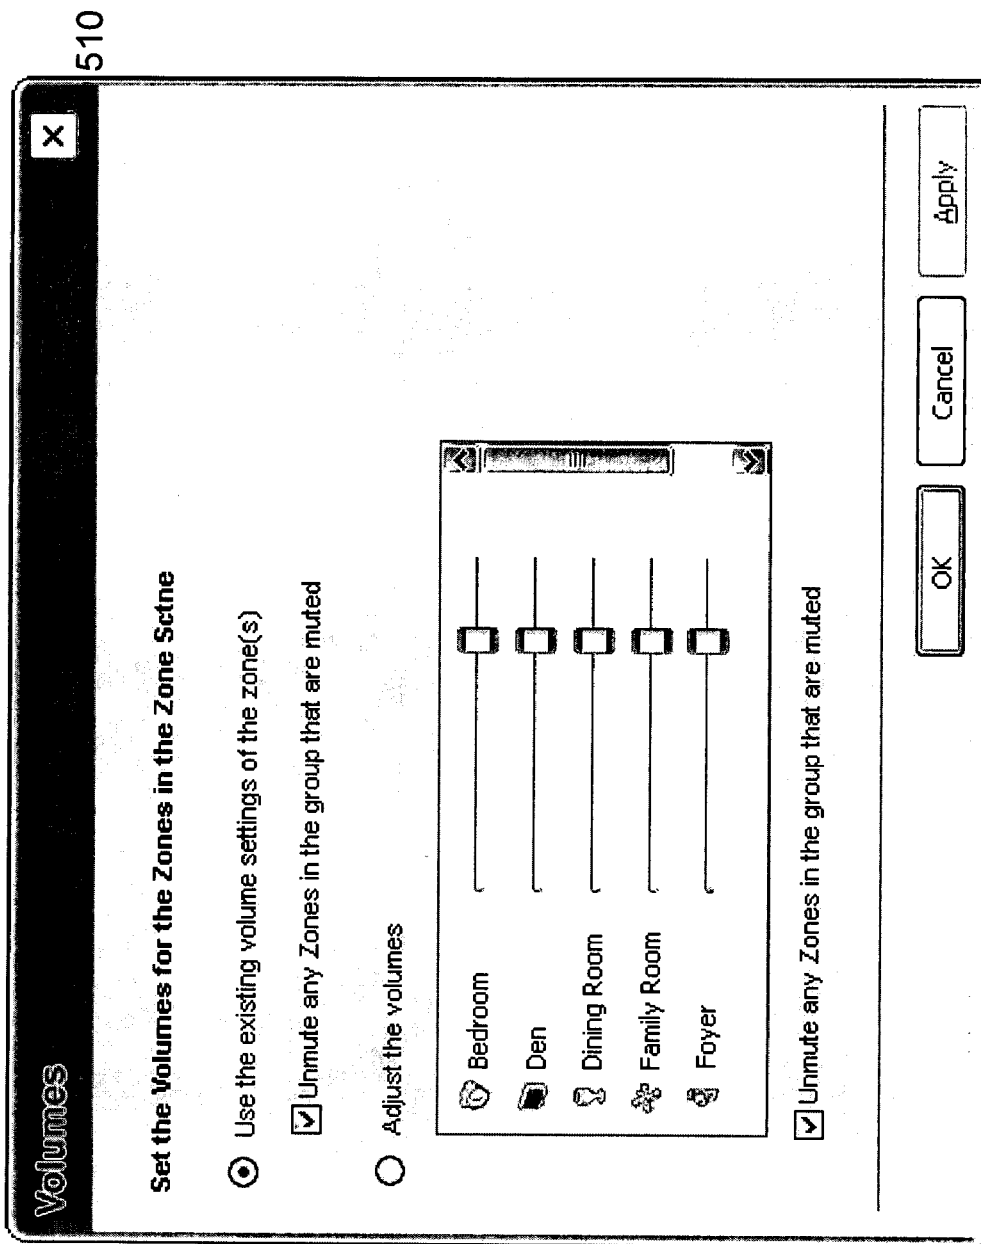 510
Volumes
Set the Volumes for the Zones in the Zone Sctne
Use the existing volume settings of the zone(s)
Unmute any Zones in the group that are muted
Adjust the volumes
Bedroom
Den
Dining Room
Family Room
Foyer
Unmute any Zones in the group that are muted
OK
Cancel
Apply